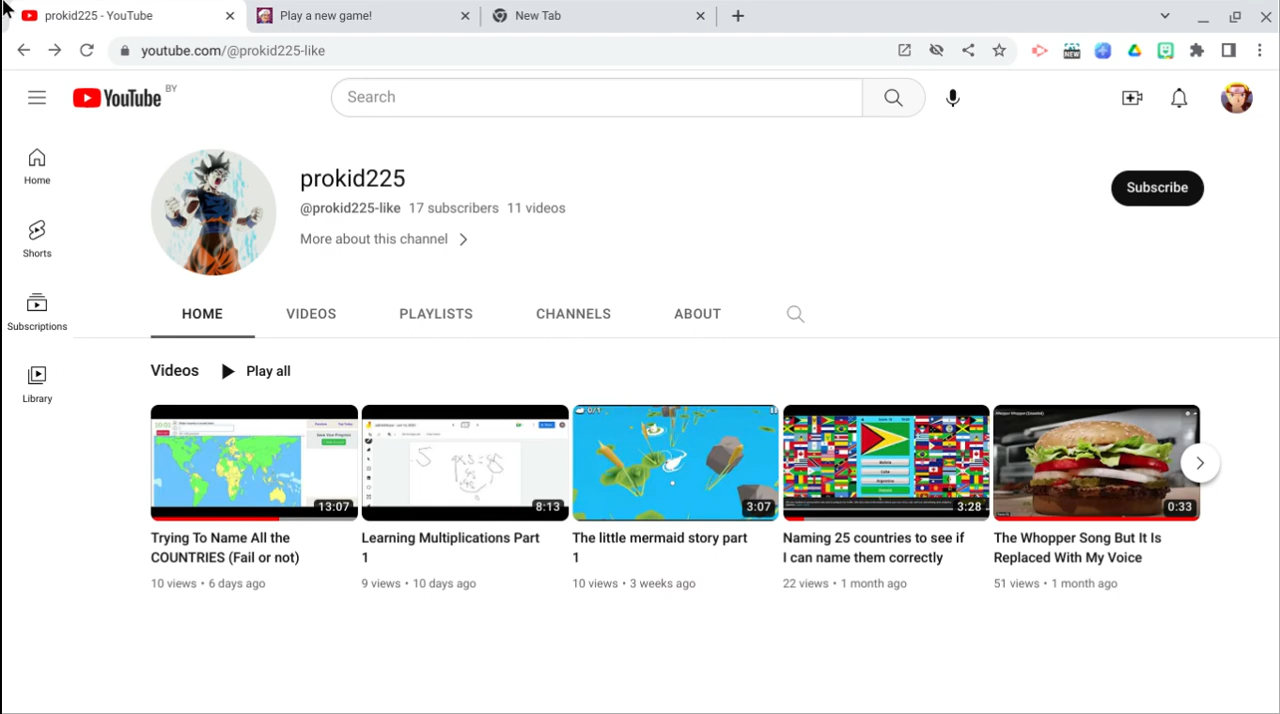 prokid225 - YouTube
Play a new game!
New Tab
youtube.com/@prokid225-like
NEW
YouTube BY
Search
Home
Shorts
Subscriptions
Library
prokid225
@prokid225-like 17 subscribers 11 videos
More about this channel
Subscribe
HOME VIDEOS PLAYLISTS CHANNELS ABOUT
Videos Play all
0/1
13:07
8:13
3:07
3:28
0:33
Trying To Name All the
COUNTRIES (Fail or not)
10 views • 6 days ago
Learning Multiplications Part
1
9 views • 10 days ago
The little mermaid story part
1
10 views • 3 weeks ago
Naming 25 countries to see if
I can name them correctly
22 views • 1 month ago
The Whopper Song But It Is
Replaced With My Voice
51 views • 1 month ago